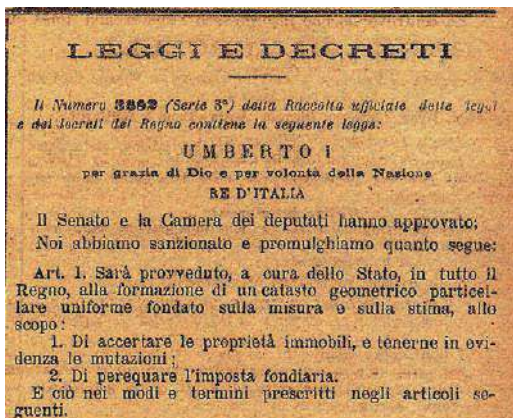 LEGGI E DECRETI
Il Numero 3682 (Serie 3ª) della Raccolta ufficiale delle leggi
e dei decreti del Regno contiene la seguente legge:
UMBERTO I
per grazia di Dio e per volontà della Nazione
RE D'ITALIA
Il Senato e la Camera dei deputati hanno approvato;
Noi abbiamo sanzionato e promulghiamo quanto segue:
Art. 1. Sarà provveduto, a cura dello Stato, in tutto il
Regno, alla formazione di un catasto geometrico particel-
lare uniforme fondato sulla misura e sulla stima, allo
scopo:
1. Di accertare le proprietà immobili, e tenerne in evi-
denza le mutazioni;
2. Di perequare l'imposta fondiaria.
E ciò nei modi e termini prescritti negli articoli se-
guenti.